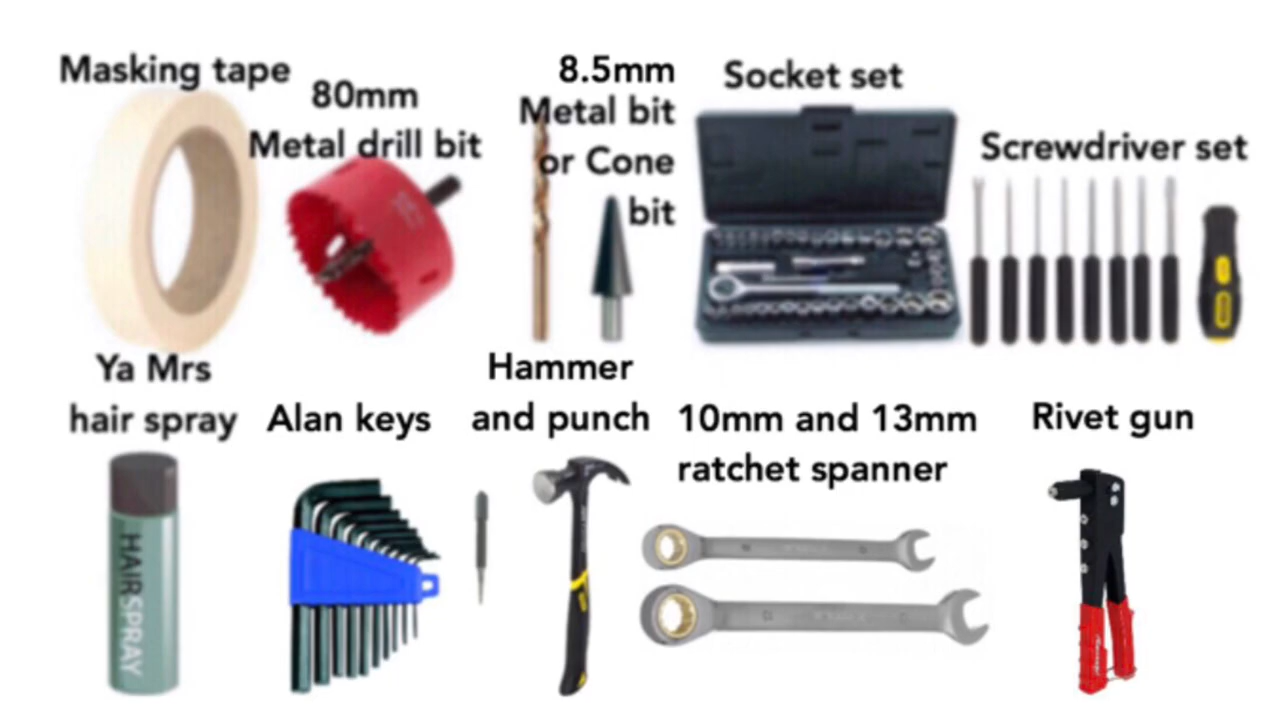 Masking tape
80mm
Metal drill bit
8.5mm
Metal bit
or Cone
bit
Socket set
Screwdriver set
Ya Mrs
hair spray
Alan keys
Hammer
and punch
10mm and 13mm
ratchet spanner
Rivet gun
HAIRSPRAY